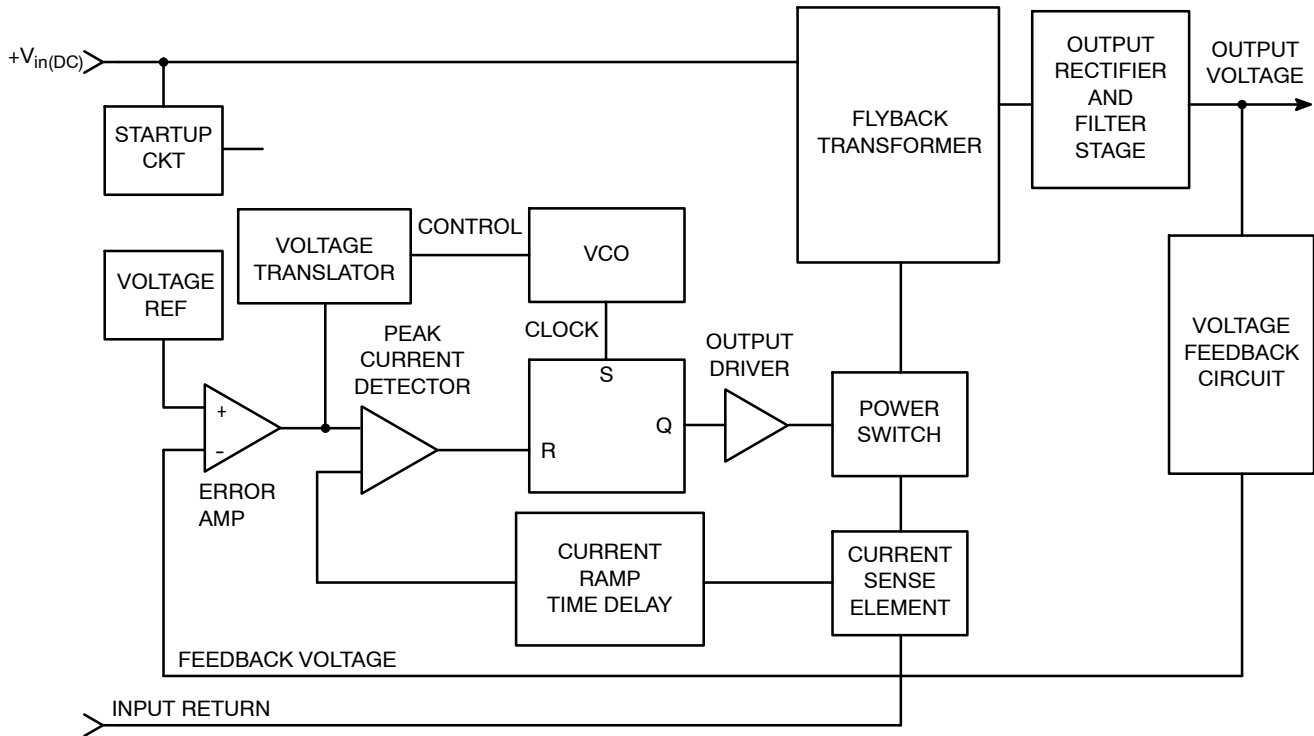 +Vin(DC)
STARTUP
CKT
FLYBACK
TRANSFORMER
OUTPUT
RECTIFIER
AND
FILTER
STAGE
OUTPUT
VOLTAGE
VOLTAGE
REF
VOLTAGE
TRANSLATOR
CONTROL
VCO
CLOCK
PEAK
CURRENT
DETECTOR
S
R
Q
OUTPUT
DRIVER
POWER
SWITCH
VOLTAGE
FEEDBACK
CIRCUIT
+
–
ERROR
AMP
CURRENT
RAMP
TIME DELAY
CURRENT
SENSE
ELEMENT
FEEDBACK VOLTAGE
INPUT RETURN